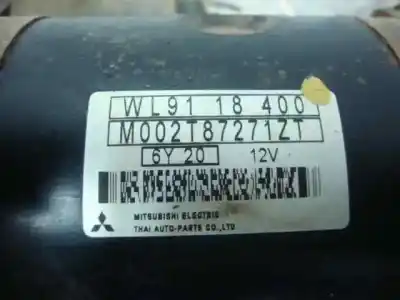 WL91 18 400
M002T87271ZT
6Y 20 12V
MITSUBISHI ELECTRIC
THAI AUTO-PARTS CO.,LTD